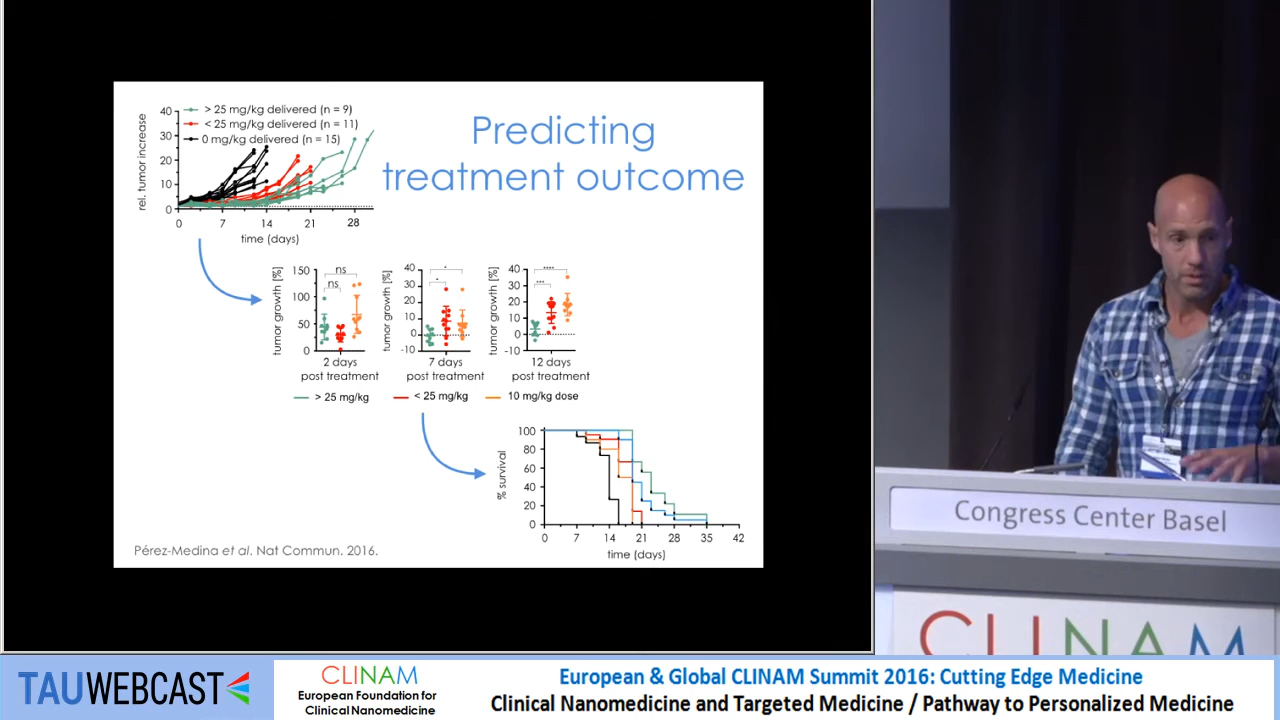 Predicting
treatment outcome
> 25 mg/kg delivered (n = 9)
< 25 mg/kg delivered (n = 11)
0 mg/kg delivered (n = 15)
rel. tumor increase
40
30
20
10
0
0 7 14 21 28
time (days)
tumor growth [%]
150
100
50
0
ns
ns
2 days
post treatment
tumor growth [%]
40
30
20
10
0
-10
*
*
7 days
post treatment
tumor growth [%]
40
30
20
10
0
-10
****
***
12 days
post treatment
> 25 mg/kg < 25 mg/kg 10 mg/kg dose
% survival
100
80
60
40
20
0
0 7 14 21 28 35 42
time (days)
Pérez-Medina et al. Nat Commun. 2016.
Congress Center Basel
CLINAM
TAUWEBCAST
CLINAM
European Foundation for
Clinical Nanomedicine
European & Global CLINAM Summit 2016: Cutting Edge Medicine
Clinical Nanomedicine and Targeted Medicine / Pathway to Personalized Medicine